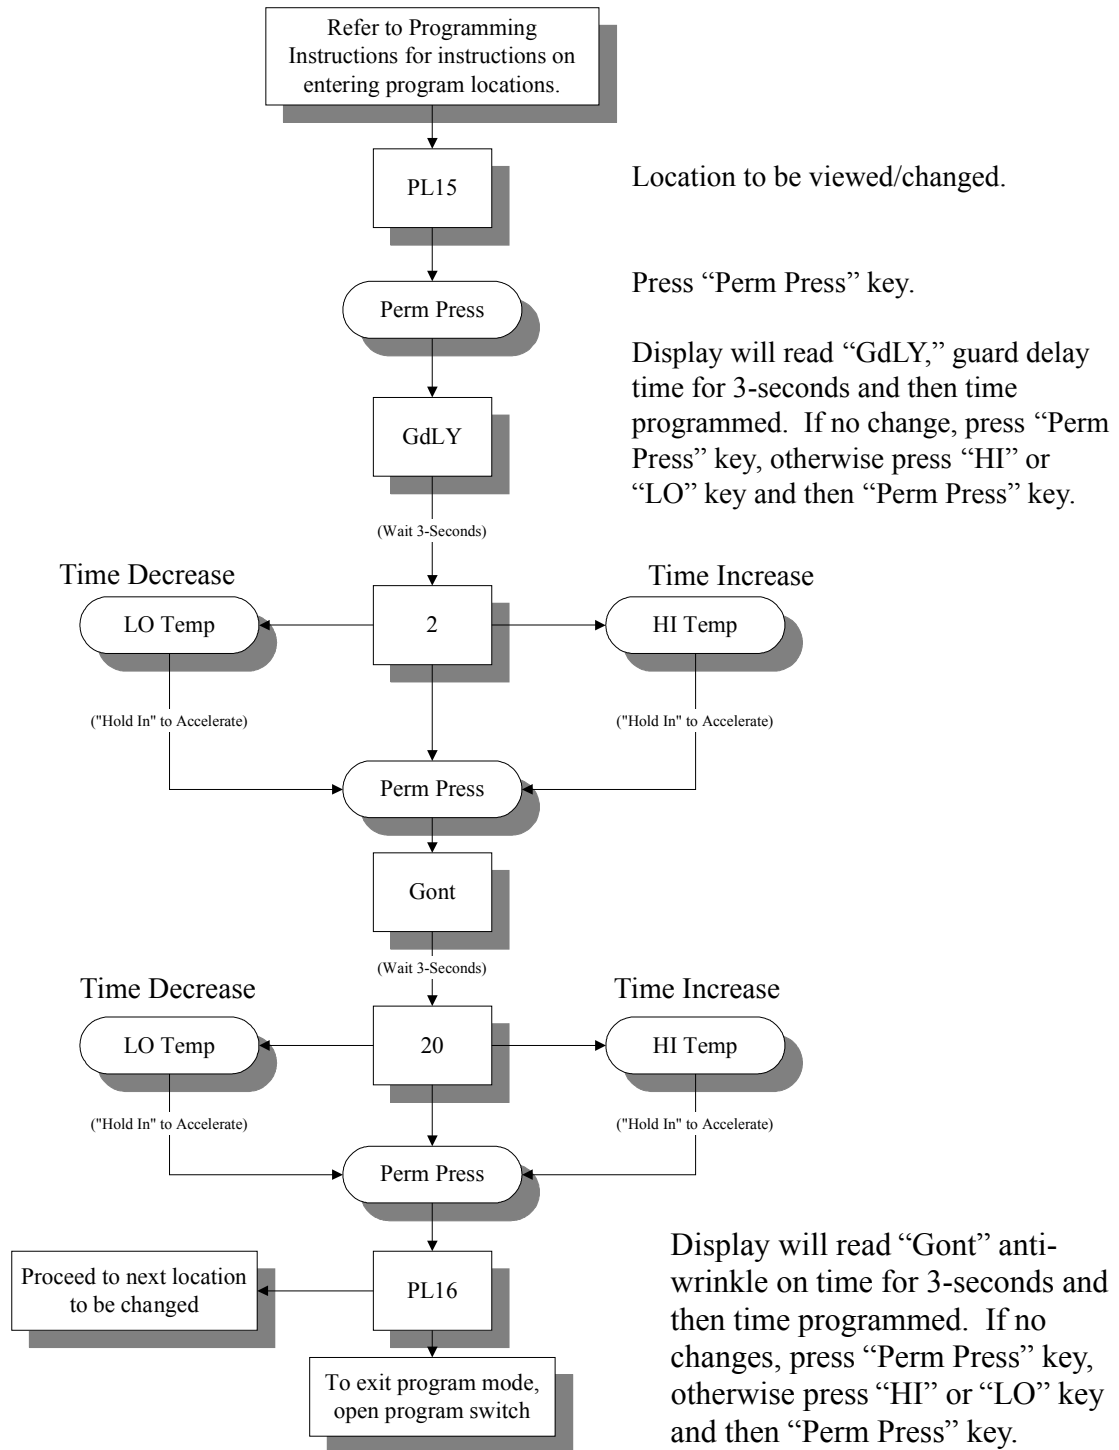 Refer to Programming
Instructions for instructions on
entering program locations.
PL15
Location to be viewed/changed.
Perm Press
Press “Perm Press” key.
GdLY
Display will read “GdLY,” guard delay
time for 3-seconds and then time
programmed.  If no change, press “Perm
Press” key, otherwise press “HI” or
“LO” key and then “Perm Press” key.
(Wait 3-Seconds)
Time Decrease
Time Increase
LO Temp
2
HI Temp
("Hold In" to Accelerate)
("Hold In" to Accelerate)
Perm Press
Gont
(Wait 3-Seconds)
Time Decrease
Time Increase
LO Temp
20
HI Temp
("Hold In" to Accelerate)
("Hold In" to Accelerate)
Perm Press
Proceed to next location
to be changed
PL16
To exit program mode,
open program switch
Display will read “Gont” anti-
wrinkle on time for 3-seconds and
then time programmed.  If no
changes, press “Perm Press” key,
otherwise press “HI” or “LO” key
and then “Perm Press” key.